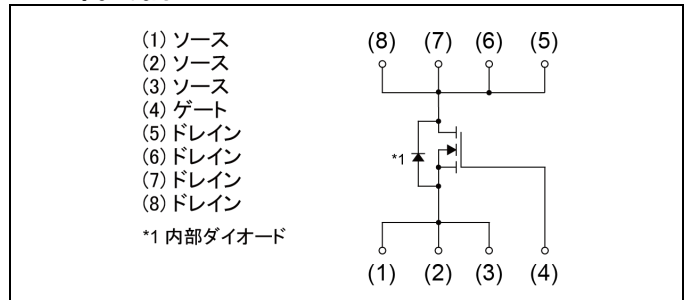 (1) ソース
(2) ソース
(3) ソース
(4) ゲート
(5) ドレイン
(6) ドレイン
(7) ドレイン
(8) ドレイン
*1 内部ダイオード
(8) (7) (6) (5)
*1
(1) (2) (3) (4)